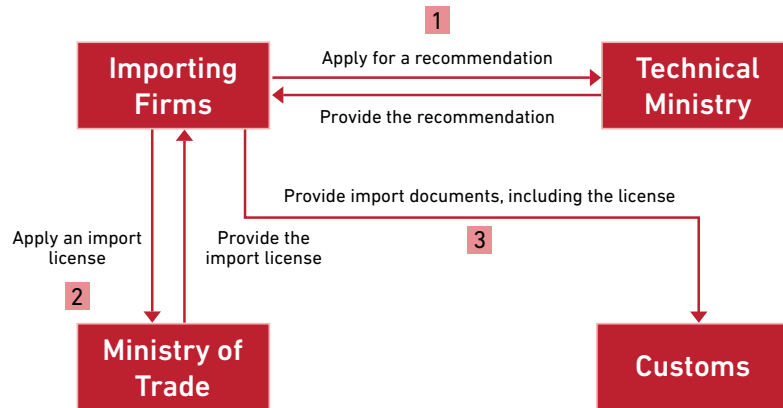 1
Importing
Firms
Apply for a recommendation
Provide the recommendation
Technical
Ministry
Provide import documents, including the license
3
Apply an import
license
Provide the
import license
2
Ministry of
Trade
Customs